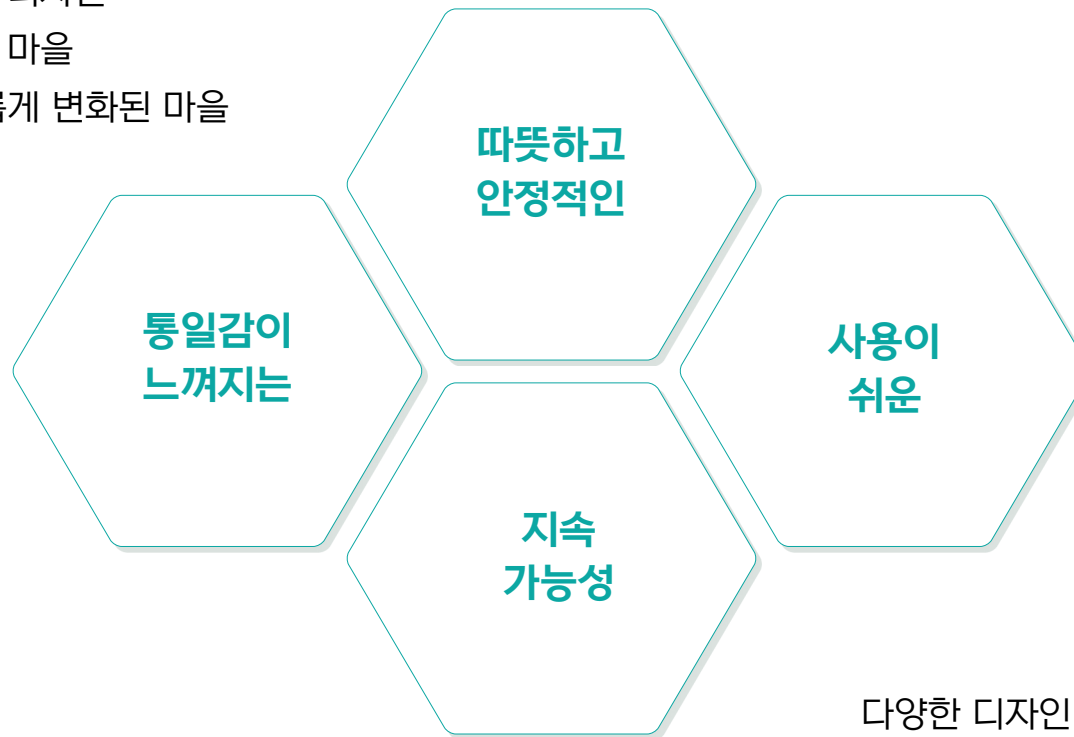 마을
변화된 마을
따뜻하고
안정적인
통일감이
느껴지는
사용이
쉬운
지속
가능성
다양한 디자인